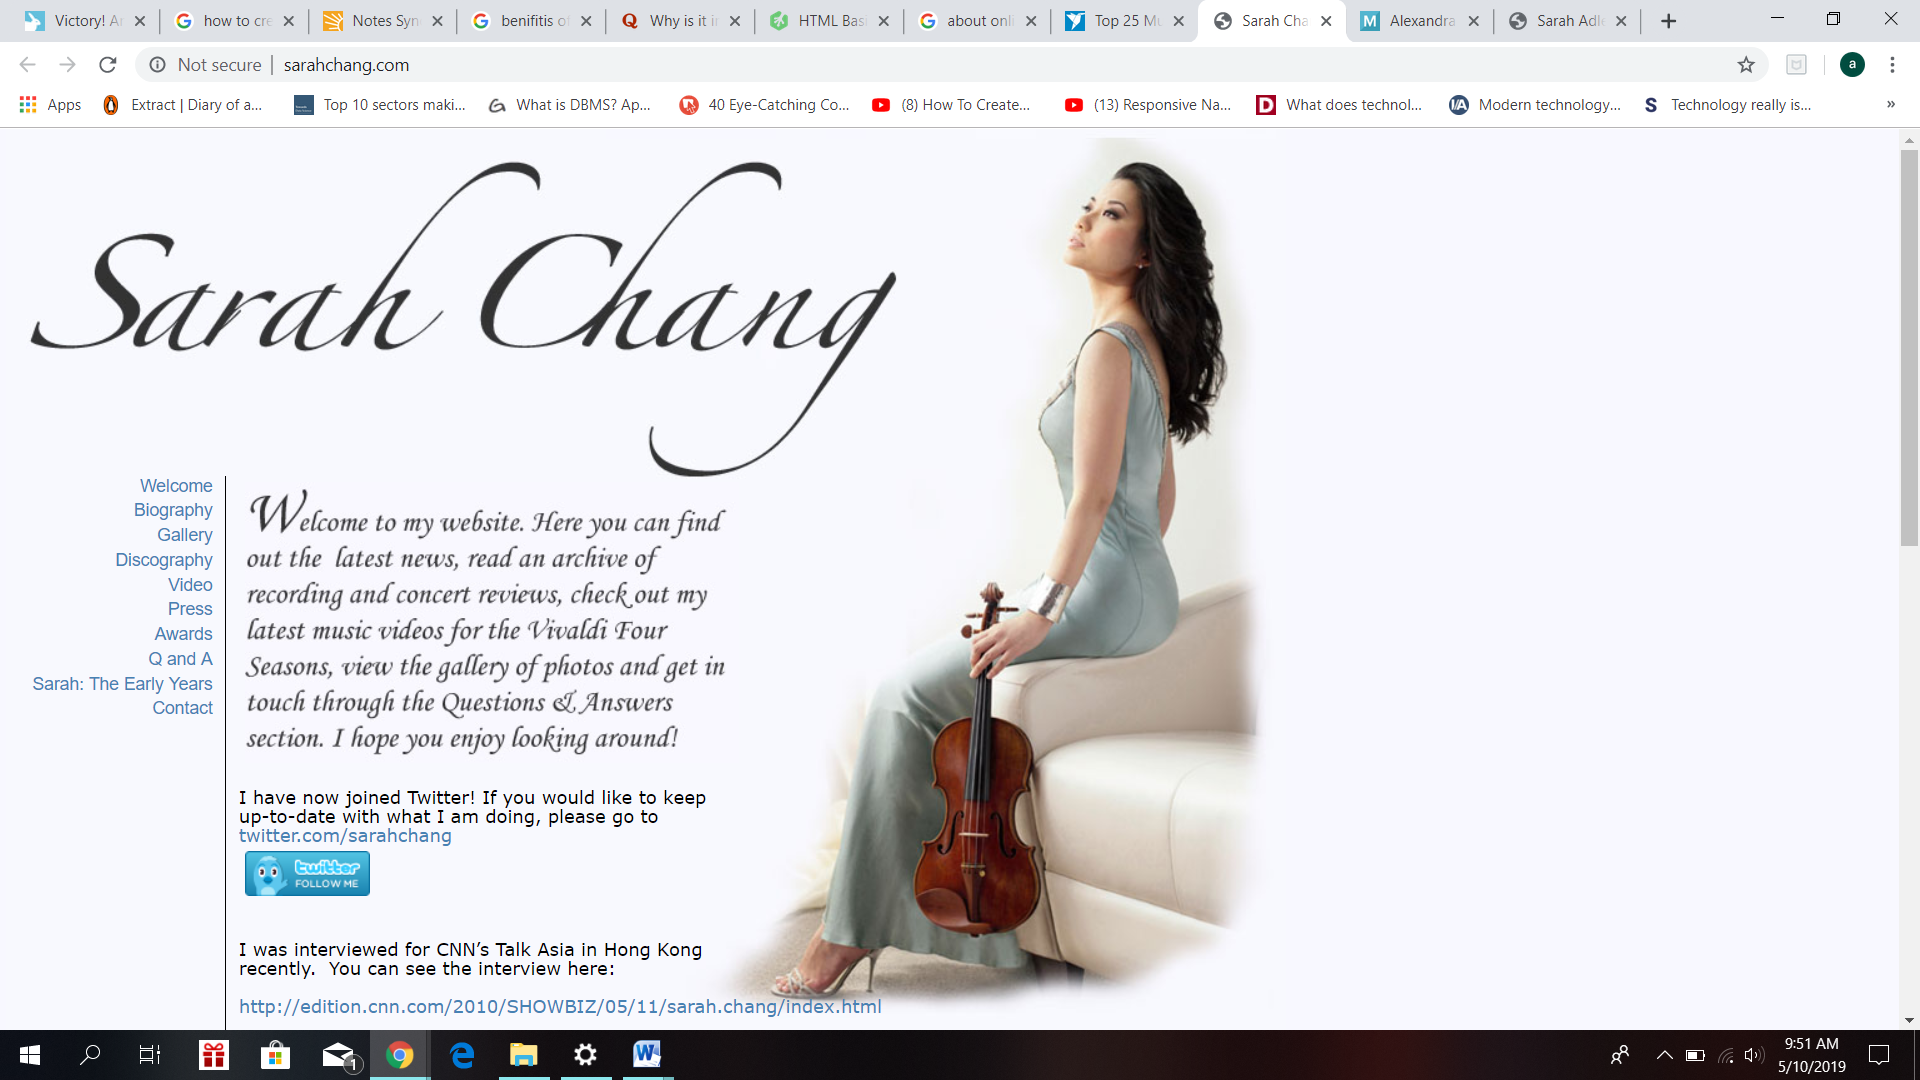 Victory! Ar
how to cre
Notes Syn
benifitis o
Why is it i
HTML Bas
about onli
Top 25 Mu
Sarah Cha
Alexandra
Sarah Adl
Not secure | sarahchang.com
Apps
Extract | Diary of a...
Top 10 sectors maki...
What is DBMS? Ap...
40 Eye-Catching Co...
(8) How To Create...
(13) Responsive Na...
What does technol...
Modern technology...
Technology really is...
Sarah Chang
Welcome
Biography
Gallery
Discography
Video
Press
Awards
Q and A
Sarah: The Early Years
Contact
Welcome to my website. Here you can find
out the latest news, read an archive of
recording and concert reviews, check out my
latest music videos for the Vivaldi Four
Seasons, view the gallery of photos and get in
touch through the Questions & Answers
section. I hope you enjoy looking around!
I have now joined Twitter! If you would like to keep
up-to-date with what I am doing, please go to
twitter.com/sarahchang
twitter
FOLLOW ME
I was interviewed for CNN’s Talk Asia in Hong Kong
recently. You can see the interview here:
http://edition.cnn.com/2010/SHOWBIZ/05/11/sarah.chang/index.html
1
9:51 AM
5/10/2019